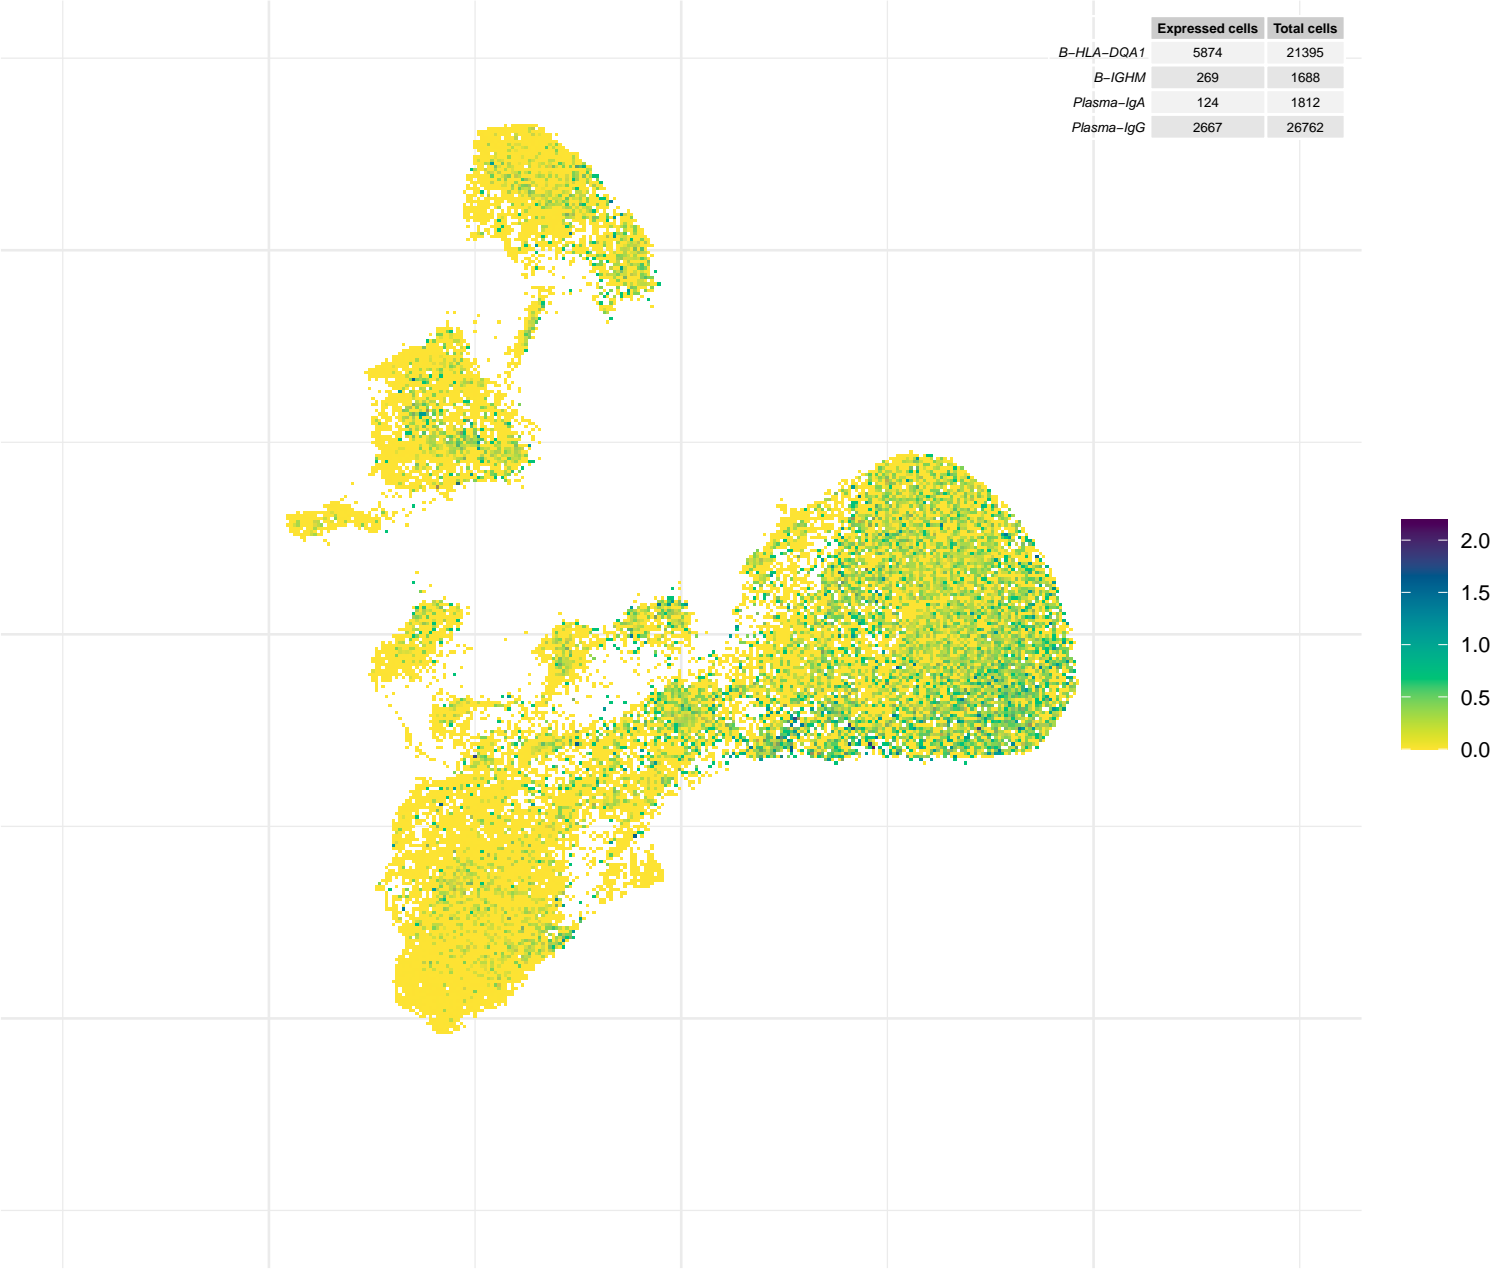 Expressed cells Total cells
B−HLA−DQA1 5874 21395
B−IGHM 269 1688
Plasma−IgA 124 1812
Plasma−IgG 2667 26762
2.0
1.5
1.0
0.5
0.0